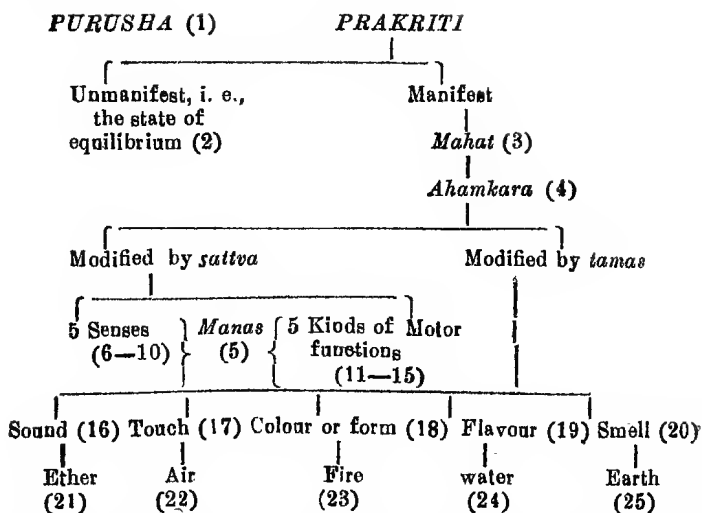 PURUSHA (1) PRAKRITI
Unmanifest, i. e., Manifest
the state of
equilibrium (2) Mahat (3)
Ahamkara (4)
Modified by sattva Modified by tamas
5 Senses } Manas { 5 Kiods of Motor
(6—10) (5) functions
(11—15)
Sound (16) Touch (17) Colour or form (18) Flavour (19) Smell (20)
Ether Air Fire water Earth
(21) (22) (23) (24) (25)